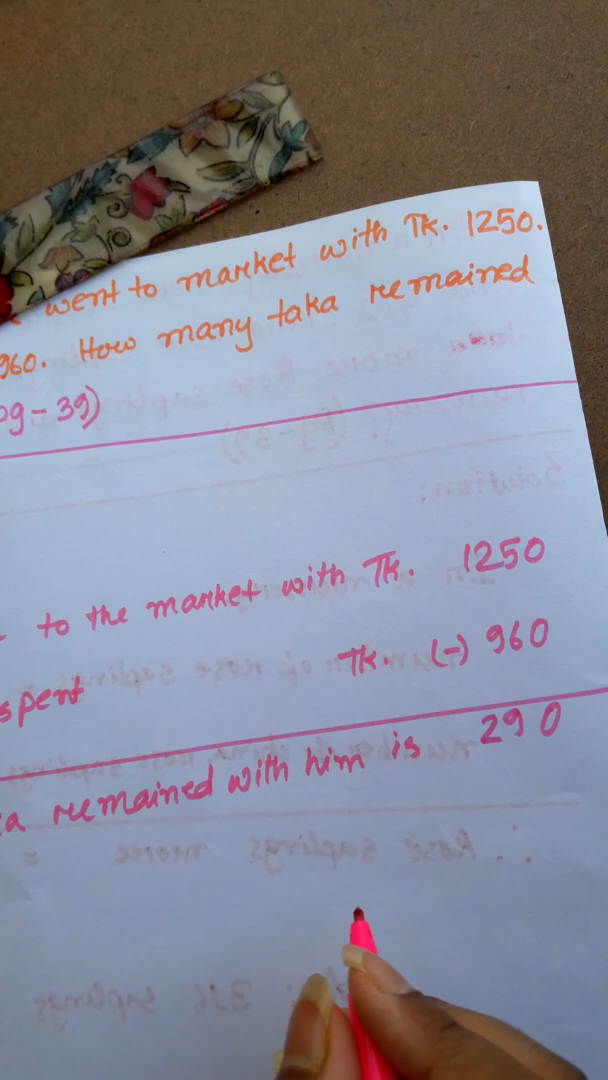 went to market with Tk. 1250.
960. How many taka remained
pg-39)
to the market with Tk. 1250
spent Tk. (-) 960
remained with him is 290